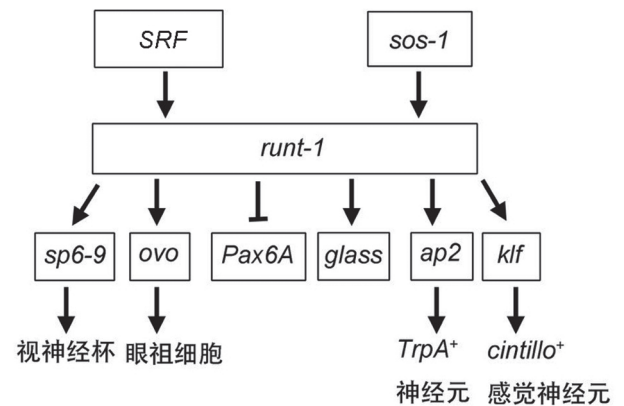 SRF
sos-1
runt-1
sp6-9
ovo
Pax6A
glass
ap2
klf
视神经杯
眼祖细胞
TrpA⁺
神经元
cintillo⁺
感觉神经元